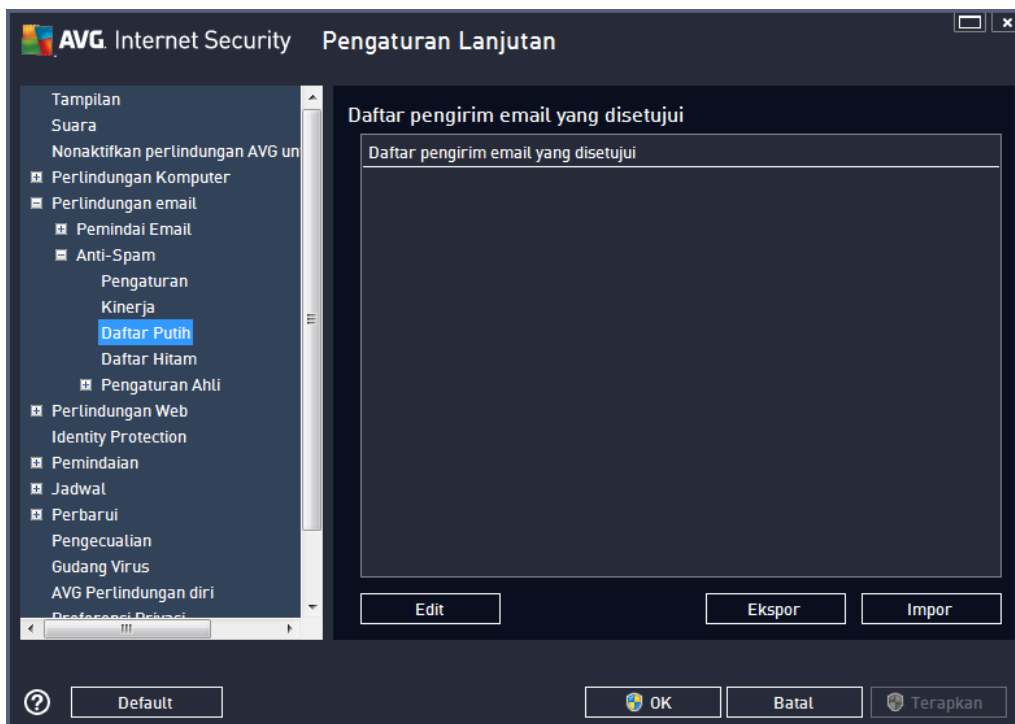 AVG. Internet Security Pengaturan Lanjutan
Tampilan
Suara
Nonaktifkan perlindungan AVG un
Perlindungan Komputer
Perlindungan email
Pemindai Email
Anti-Spam
Pengaturan
Kinerja
Daftar Putih
Daftar Hitam
Pengaturan Ahli
Perlindungan Web
Identity Protection
Pemindaian
Jadwal
Perbarui
Pengecualian
Gudang Virus
AVG Perlindungan diri
Preferensi Privasi
Daftar pengirim email yang disetujui
Daftar pengirim email yang disetujui
Edit
Ekspor
Impor
Default
OK
Batal
Terapkan